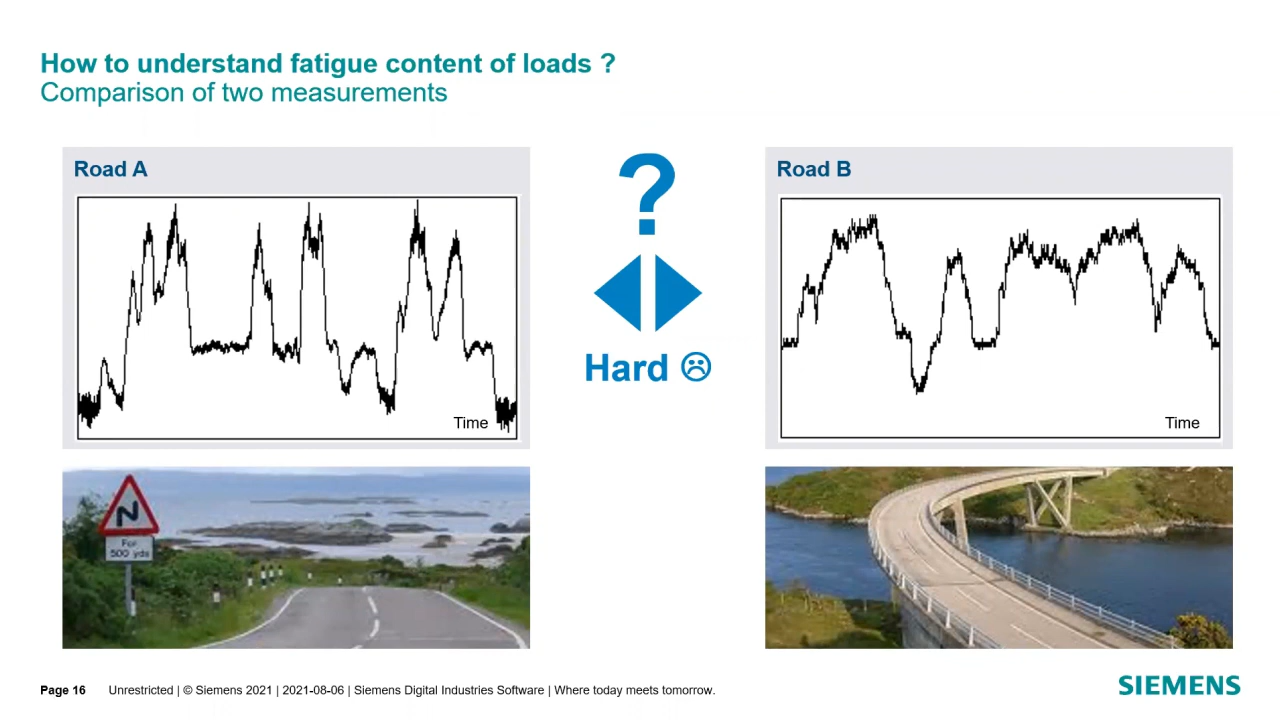 How to understand fatigue content of loads ?
Comparison of two measurements
Road A
Time
?
Hard ☹
Road B
Time
For
500 yds
Page 16 Unrestricted | © Siemens 2021 | 2021-08-06 | Siemens Digital Industries Software | Where today meets tomorrow.
SIEMENS